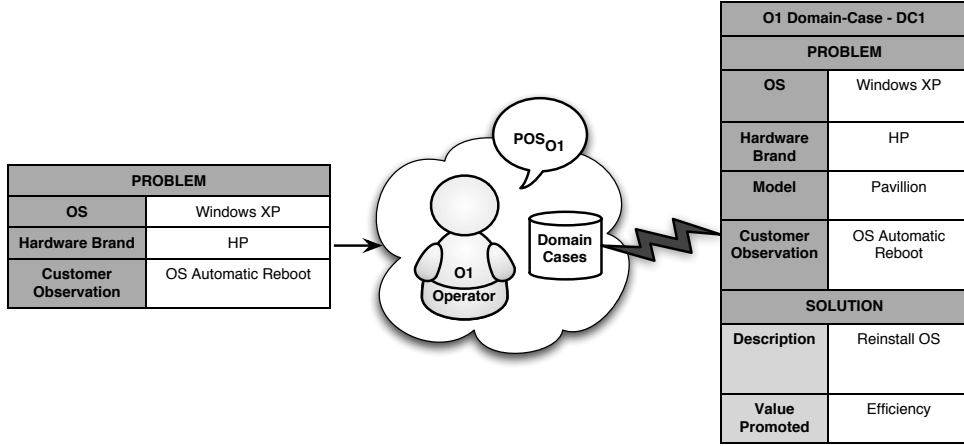 PROBLEM
OS Windows XP
Hardware Brand HP
Customer Observation OS Automatic Reboot
POSO1
O1
Operator
Domain
Cases
O1 Domain-Case - DC1
PROBLEM
OS Windows XP
Hardware Brand HP
Model Pavillion
Customer Observation OS Automatic Reboot
SOLUTION
Description Reinstall OS
Value Promoted Efficiency